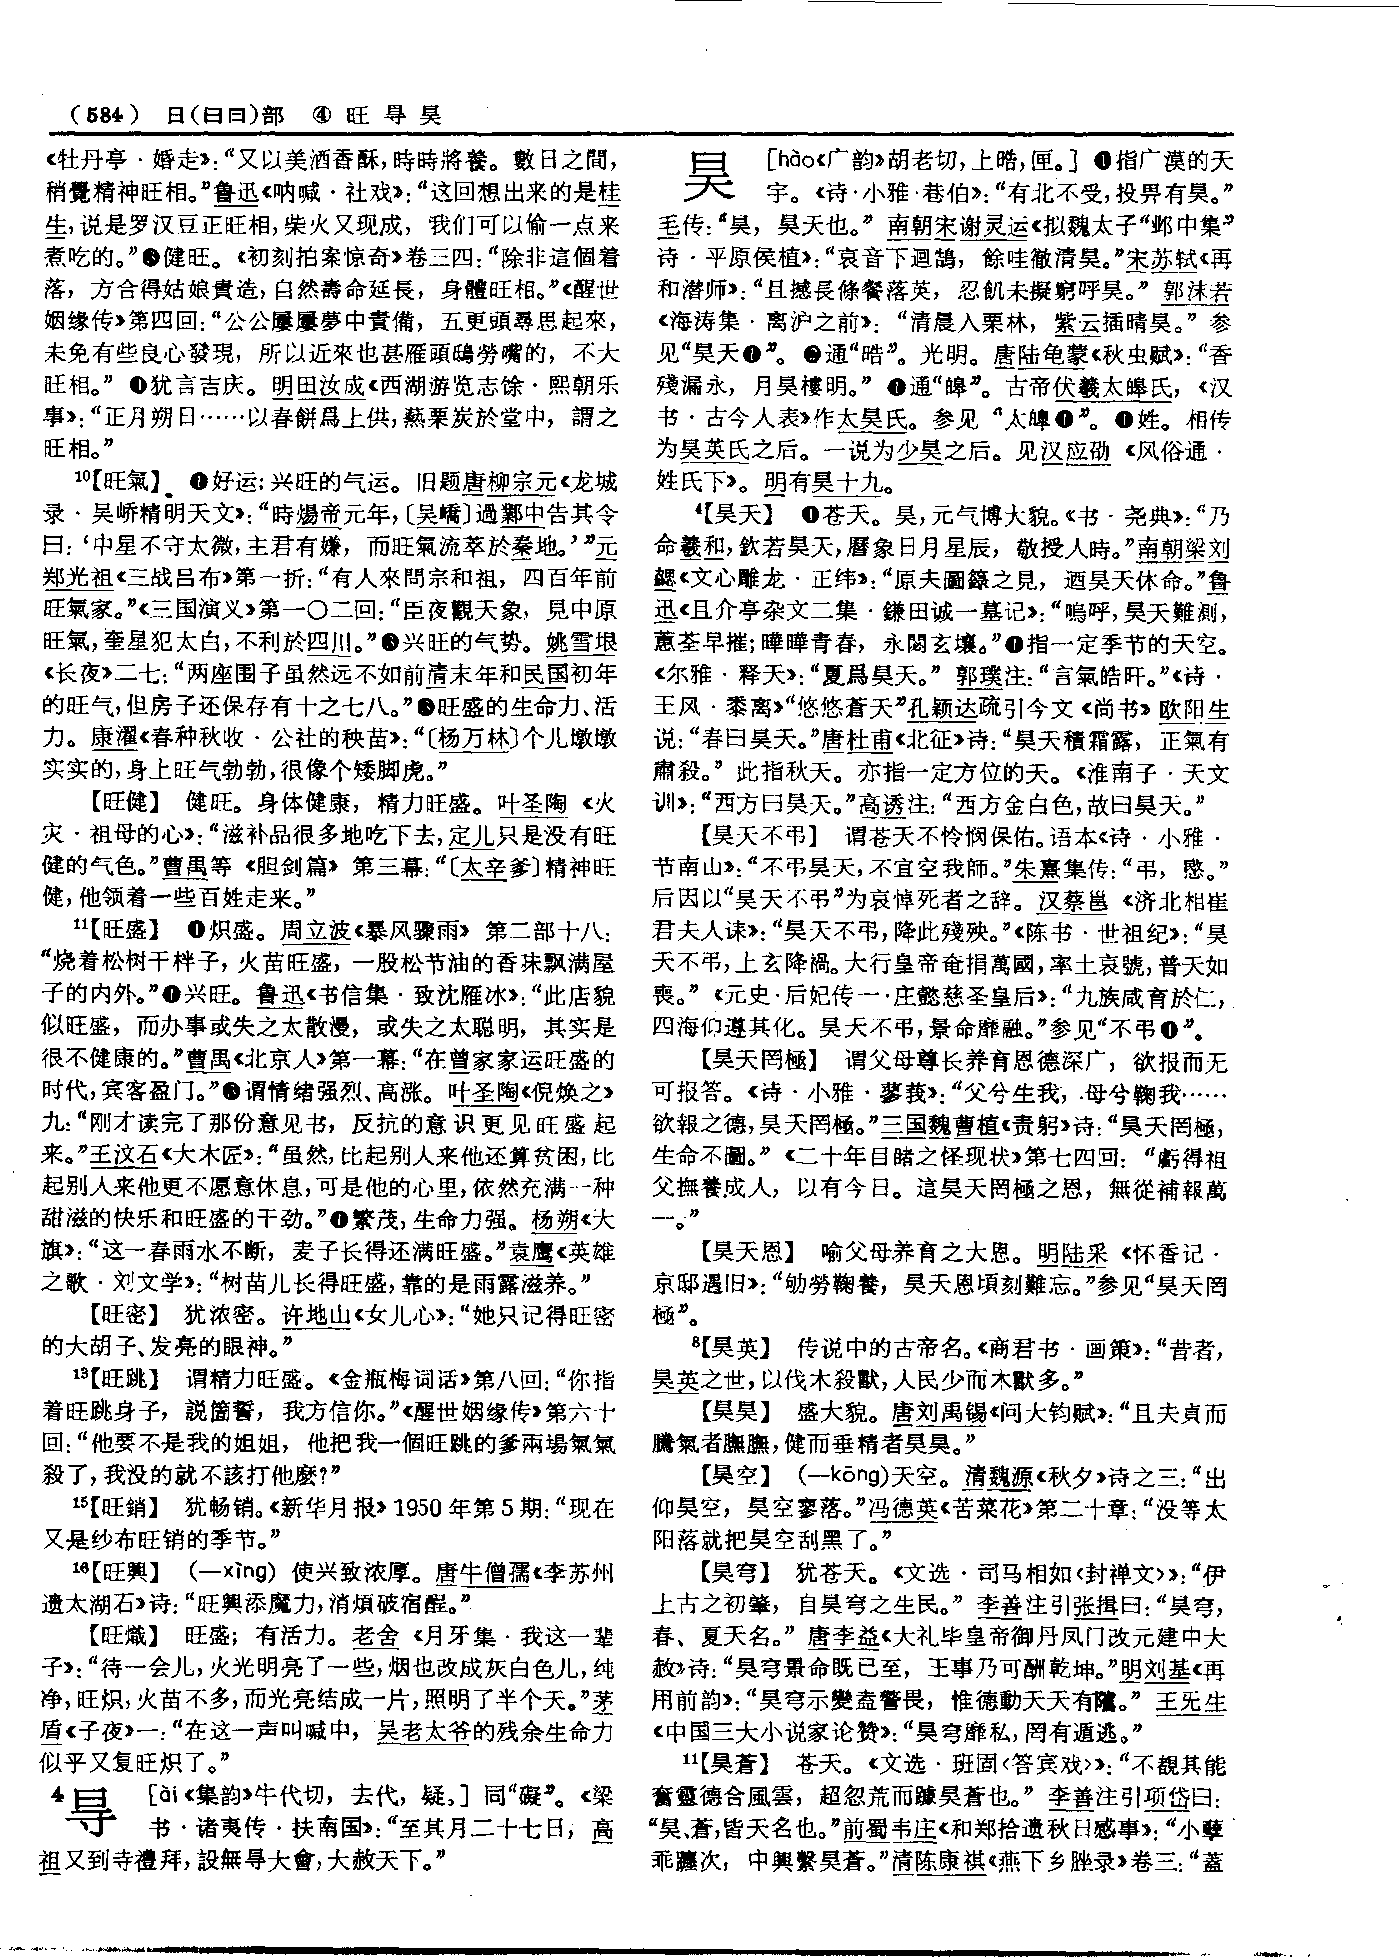 (584) 日(日曰)部 ④ 旺 㝵 昊
《牡丹亭·婚走》：“又以美酒香酥，時時將養。數日之間，
稍覺精神旺相。”鲁迅《呐喊·社戏》：“这回想出来的是桂
生，说是罗汉豆正旺相，柴火又现成，我们可以偷一点来
煮吃的。”❸健旺。《初刻拍案惊奇》卷三四：“除非這個着
落，方合得姑娘貴造，自然壽命延長，身體旺相。”《醒世
姻缘传》第四回：“公公屢屢夢中責備，五更頭尋思起來，
未免有些良心發現，所以近來也甚雁頭鴟勞嘴的，不大
旺相。”❹犹言吉庆。明田汝成《西湖游览志馀·熙朝乐
事》：“正月朔日……以春餅爲上供，爇栗炭於堂中，謂之
旺相。”
10【旺氣】 ❶好运；兴旺的气运。旧题唐柳宗元《龙城
录·吴峤精明天文》：“時煬帝元年，〔吴嶠〕過鄴中告其令
曰：‘中星不守太微，主君有嫌，而旺氣流萃於秦地。’”元
郑光祖《三战吕布》第一折：“有人來問宗和祖，四百年前
旺氣家。”《三国演义》第一〇二回：“臣夜觀天象，見中原
旺氣，奎星犯太白，不利於四川。”❷兴旺的气势。姚雪垠
《长夜》二七：“两座围子虽然远不如前清末年和民国初年
的旺气，但房子还保存有十之七八。”❸旺盛的生命力、活
力。康濯《春种秋收·公社的秧苗》：“〔杨万林〕个儿墩墩
实实的，身上旺气勃勃，很像个矮脚虎。”
【旺健】 健旺。身体健康，精力旺盛。叶圣陶《火
灾·祖母的心》：“滋补品很多地吃下去，定儿只是没有旺
健的气色。”曹禺等《胆剑篇》第三幕：“〔太辛爹〕精神旺
健，他领着一些百姓走来。”
11【旺盛】 ❶炽盛。周立波《暴风骤雨》第二部十八：
“烧着松树干柈子，火苗旺盛，一股松节油的香味飘满屋
子的内外。”❷兴旺。鲁迅《书信集·致沈雁冰》：“此店貌
似旺盛，而办事或失之太散漫，或失之太聪明，其实是
很不健康的。”曹禺《北京人》第一幕：“在曾家家运旺盛的
时代，宾客盈门。”❸谓情绪强烈、高涨。叶圣陶《倪焕之》
九：“刚才读完了那份意见书，反抗的意识更见旺盛起
来。”王汶石《大木匠》：“虽然，比起别人来他还算贫困，比
起别人来他更不愿意休息，可是他的心里，依然充满一种
甜滋的快乐和旺盛的干劲。”❹繁茂，生命力强。杨朔《大
旗》：“这一春雨水不断，麦子长得还满旺盛。”袁鹰《英雄
之歌·刘文学》：“树苗儿长得旺盛，靠的是雨露滋养。”
【旺密】 犹浓密。许地山《女儿心》：“她只记得旺密
的大胡子、发亮的眼神。”
13【旺跳】 谓精力旺盛。《金瓶梅词话》第八回：“你指
着旺跳身子，説箇誓，我方信你。”《醒世姻缘传》第六十
回：“他要不是我的姐姐，他把我一個旺跳的爹兩場氣氣
殺了，我没的就不該打他麽？”
15【旺銷】 犹畅销。《新华月报》1950年第5期：“现在
又是纱布旺销的季节。”
16【旺興】 (—xìng) 使兴致浓厚。唐牛僧孺《李苏州
遗太湖石》诗：“旺興添魔力，消煩破宿酲。”
【旺熾】 旺盛；有活力。老舍《月牙集·我这一辈
子》：“待一会儿，火光明亮了一些，烟也改成灰白色儿，纯
净，旺炽，火苗不多，而光亮结成一片，照明了半个天。”茅
盾《子夜》一：“在这一声叫喊中，吴老太爷的残余生命力
似乎又复旺炽了。”
4㝵 [ài《集韵》牛代切，去代，疑。] 同“礙”。《梁
书·诸夷传·扶南国》：“至其月二十七日，高
祖又到寺禮拜，設無㝵大會，大赦天下。”
昊 [hào《广韵》胡老切，上晧，匣。] ❶指广漠的天
宇。《诗·小雅·巷伯》：“有北不受，投畀有昊。”
毛传：“昊，昊天也。”南朝宋谢灵运《拟魏太子“邺中集”
诗·平原侯植》：“哀音下迴鵠，餘哇徹清昊。”宋苏轼《再
和潜师》：“且撼長條餐落英，忍飢未擬窮呼昊。”郭沫若
《海涛集·离沪之前》：“清晨入栗林，紫云插晴昊。”参
见“昊天❶”。❷通“皓”。光明。唐陆龟蒙《秋虫赋》：“香
殘漏永，月昊樓明。”❸通“皞”。古帝伏羲太皞氏，《汉
书·古今人表》作太昊氏。参见“太皞❶”。❹姓。相传
为昊英氏之后。一说为少昊之后。见汉应劭《风俗通·
姓氏下》。明有昊十九。
4【昊天】 ❶苍天。昊，元气博大貌。《书·尧典》：“乃
命羲和，欽若昊天，曆象日月星辰，敬授人時。”南朝梁刘
勰《文心雕龙·正纬》：“原夫圖籙之見，迺昊天休命。”鲁
迅《且介亭杂文二集·鎌田诚一墓记》：“嗚呼，昊天難測，
蕙荃早摧；曄曄青春，永閟玄壤。”❷指一定季节的天空。
《尔雅·释天》：“夏爲昊天。”郭璞注：“言氣皓旰。”《诗·
王风·黍离》“悠悠蒼天”孔颖达疏引今文《尚书》欧阳生
说：“春曰昊天。”唐杜甫《北征》诗：“昊天積霜露，正氣有
肅殺。”此指秋天。亦指一定方位的天。《淮南子·天文
训》：“西方曰昊天。”高诱注：“西方金白色，故曰昊天。”
【昊天不弔】 谓苍天不怜悯保佑。语本《诗·小雅·
节南山》：“不弔昊天，不宜空我師。”朱熹集传：“弔，愍。”
后因以“昊天不弔”为哀悼死者之辞。汉蔡邕《济北相崔
君夫人诔》：“昊天不弔，降此殘殃。”《陈书·世祖纪》：“昊
天不弔，上玄降禍。大行皇帝奄捐萬國，率土哀號，普天如
喪。”《元史·后妃传一·庄懿慈圣皇后》：“九族咸育於仁，
四海仰遵其化。昊天不弔，景命靡融。”参见“不弔❶”。
【昊天罔極】 谓父母尊长养育恩德深广，欲报而无
可报答。《诗·小雅·蓼莪》：“父兮生我，母兮鞠我……
欲報之德，昊天罔極。”三国魏曹植《责躬》诗：“昊天罔極，
生命不圖。”《二十年目睹之怪现状》第七四回：“虧得祖
父撫養成人，以有今日。這昊天罔極之恩，無從補報萬
一。”
【昊天恩】 喻父母养育之大恩。明陆采《怀香记·
京邸遇旧》：“劬勞鞠養，昊天恩頃刻難忘。”参见“昊天罔
極”。
8【昊英】 传说中的古帝名。《商君书·画策》：“昔者，
昊英之世，以伐木殺獸，人民少而木獸多。”
【昊昊】 盛大貌。唐刘禹锡《问大钧赋》：“且夫貞而
騰氣者膴膴，健而垂精者昊昊。”
【昊空】 (—kōng)天空。清魏源《秋夕》诗之三：“出
仰昊空，昊空寥落。”冯德英《苦菜花》第二十章：“没等太
阳落就把昊空刮黑了。”
【昊穹】 犹苍天。《文选·司马相如〈封禅文〉》：“伊
上古之初肇，自昊穹之生民。”李善注引张揖曰：“昊穹，
春、夏天名。”唐李益《大礼毕皇帝御丹凤门改元建中大
赦》诗：“昊穹景命既已至，王事乃可酬乾坤。”明刘基《再
用前韵》：“昊穹示變盍警畏，惟德動天天有隲。”王旡生
《中国三大小说家论赞》：“昊穹靡私，罔有遁逃。”
11【昊蒼】 苍天。《文选·班固〈答宾戏〉》：“不覩其能
奮靈德合風雲，超忽荒而躆昊蒼也。”李善注引项岱曰：
“昊、蒼，皆天名也。”前蜀韦庄《和郑拾遗秋日感事》：“小孽
乖躔次，中興繫昊蒼。”清陈康祺《燕下乡脞录》卷三：“蓋